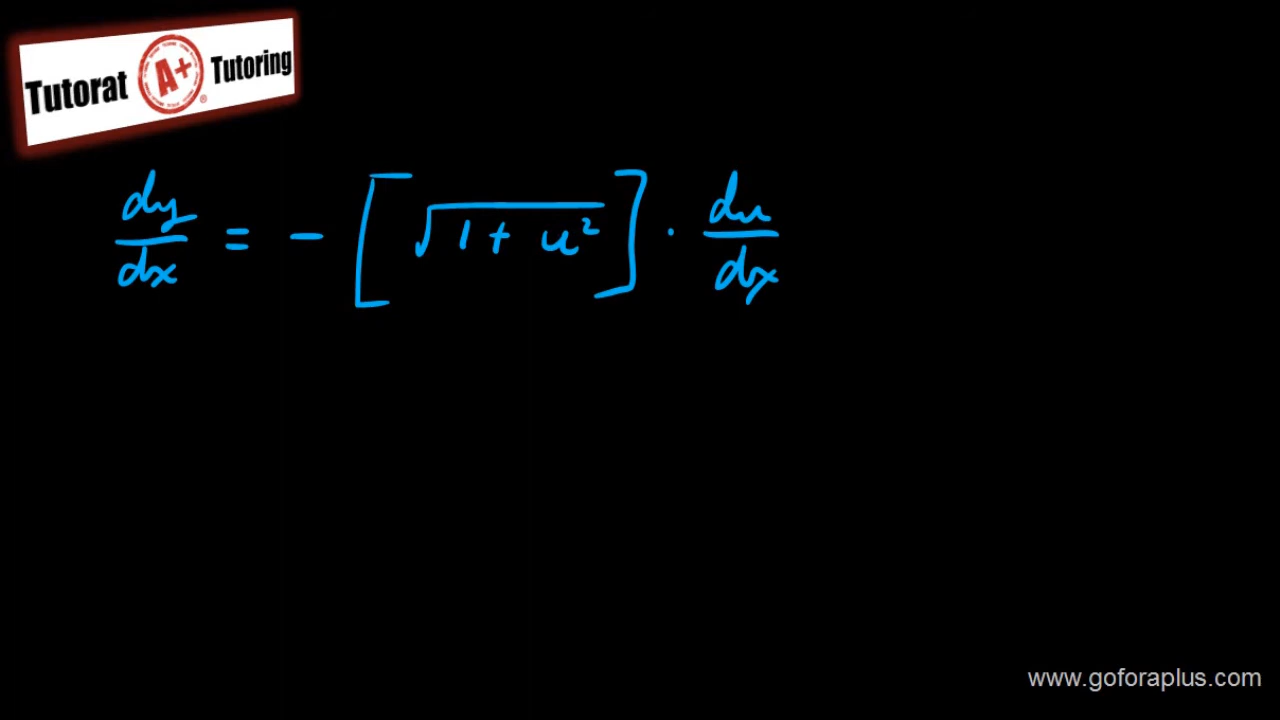 Tutorat A+ Tutoring
dy/dx = - [ √(1 + u²) ] · du/dx
www.goforaplus.com